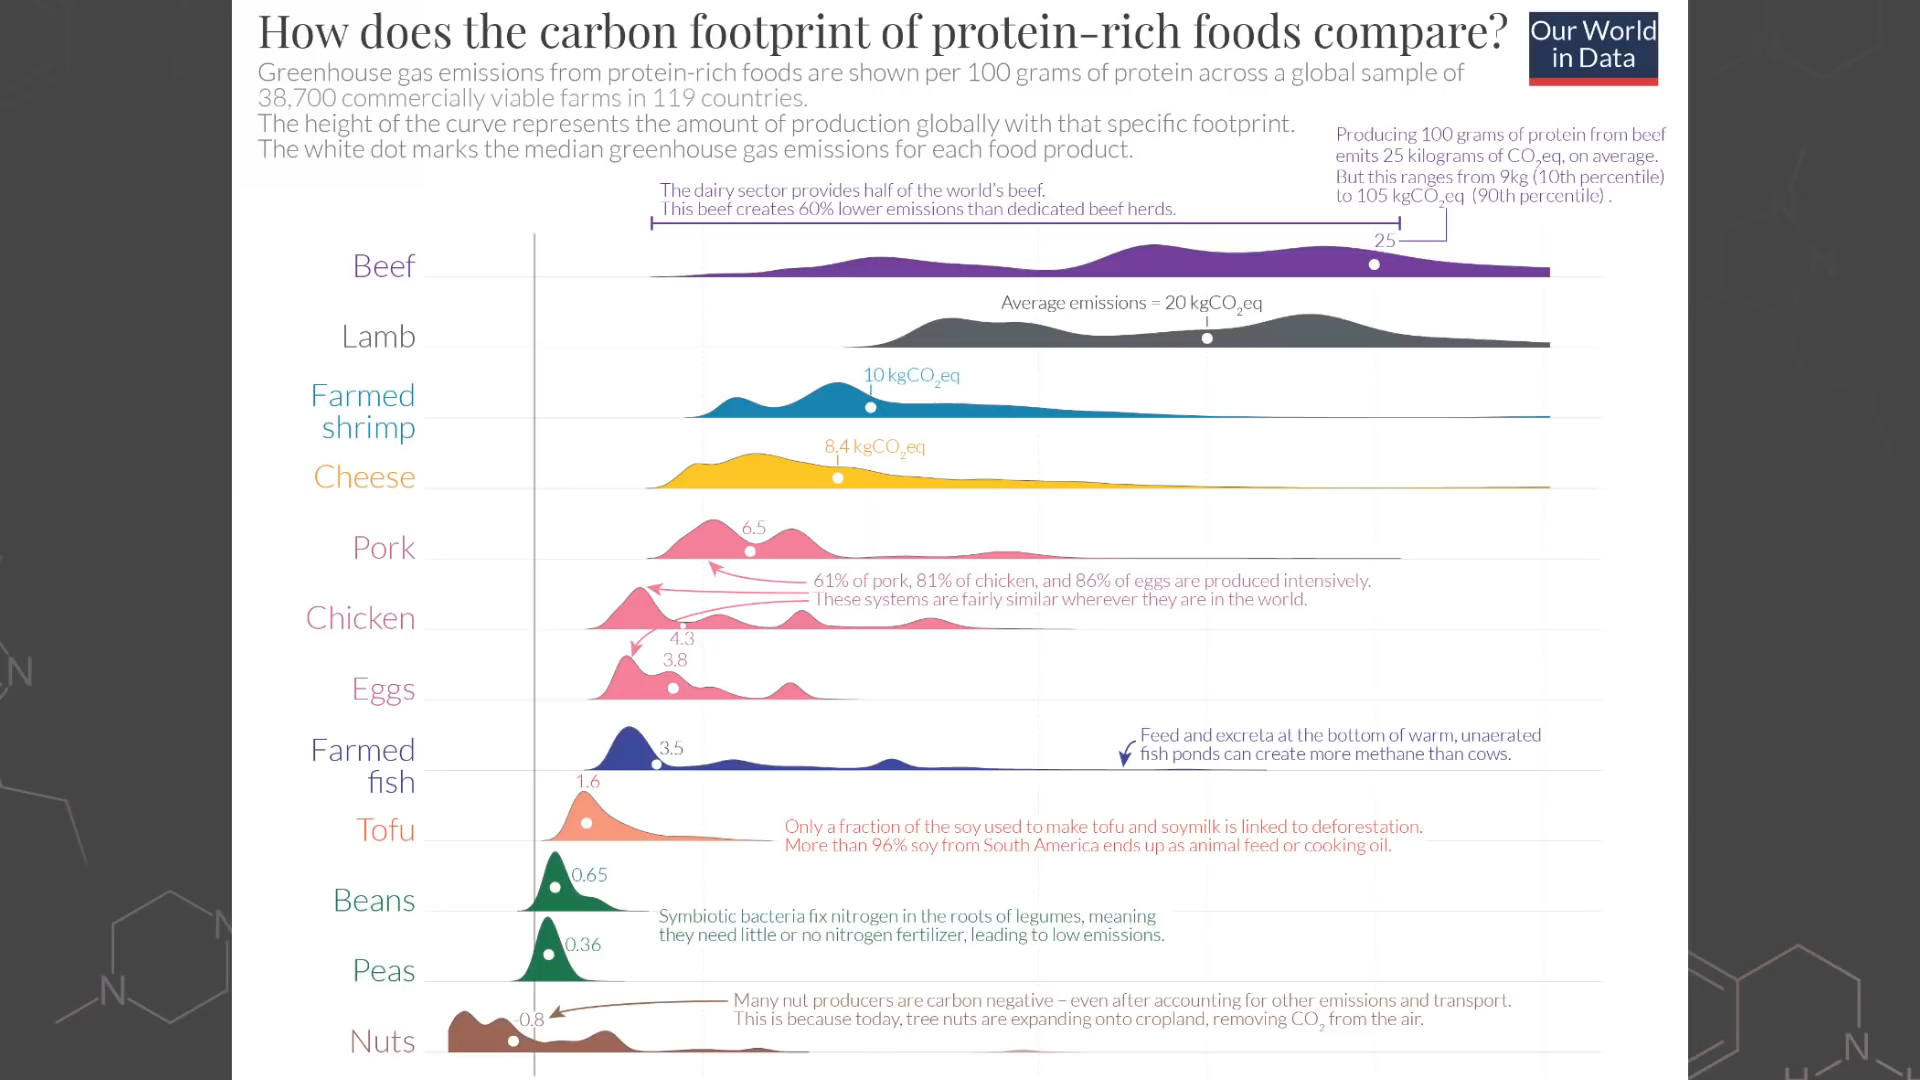 How does the carbon footprint of protein-rich foods compare?
Our World
in Data
Greenhouse gas emissions from protein-rich foods are shown per 100 grams of protein across a global sample of
38,700 commercially viable farms in 119 countries.
The height of the curve represents the amount of production globally with that specific footprint.
The white dot marks the median greenhouse gas emissions for each food product.
Producing 100 grams of protein from beef
emits 25 kilograms of CO₂eq, on average.
But this ranges from 9kg (10th percentile)
to 105 kgCO₂eq (90th percentile) .
The dairy sector provides half of the world's beef.
This beef creates 60% lower emissions than dedicated beef herds.
25
Beef
Average emissions = 20 kgCO₂eq
Lamb
10 kgCO₂eq
Farmed
shrimp
8.4 kgCO₂eq
Cheese
6.5
Pork
61% of pork, 81% of chicken, and 86% of eggs are produced intensively.
These systems are fairly similar wherever they are in the world.
Chicken
4.3
3.8
Eggs
Farmed
fish
3.5
Feed and excreta at the bottom of warm, unaerated
fish ponds can create more methane than cows.
1.6
Tofu
Only a fraction of the soy used to make tofu and soymilk is linked to deforestation.
More than 96% soy from South America ends up as animal feed or cooking oil.
0.65
Beans
Symbiotic bacteria fix nitrogen in the roots of legumes, meaning
they need little or no nitrogen fertilizer, leading to low emissions.
0.36
Peas
Many nut producers are carbon negative – even after accounting for other emissions and transport.
This is because today, tree nuts are expanding onto cropland, removing CO₂ from the air.
-0.8
Nuts
N
N
N
N
H
H